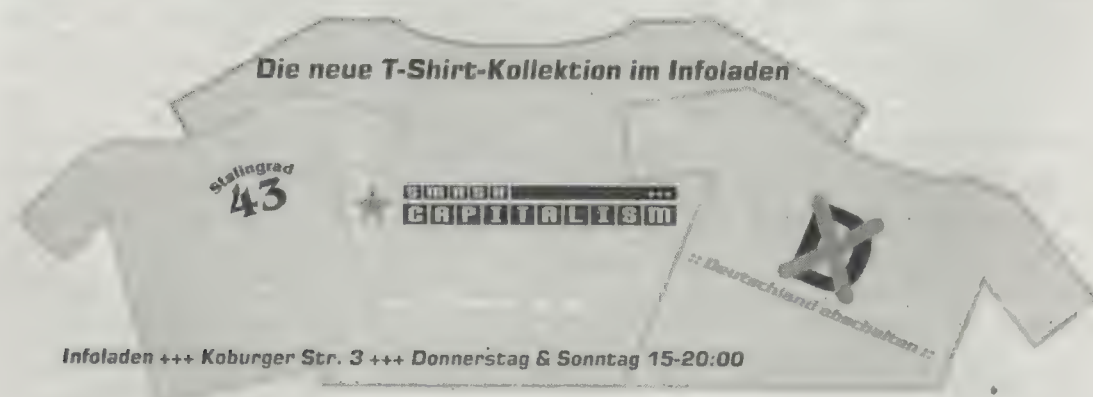 Die neue T-Shirt-Kollektion im Infoladen
Stalingrad
43
SMASH +++
CAPITALISM
:: Deutschland abschalten ::
Infoladen +++ Koburger Str. 3 +++ Donnerstag & Sonntag 15-20:00